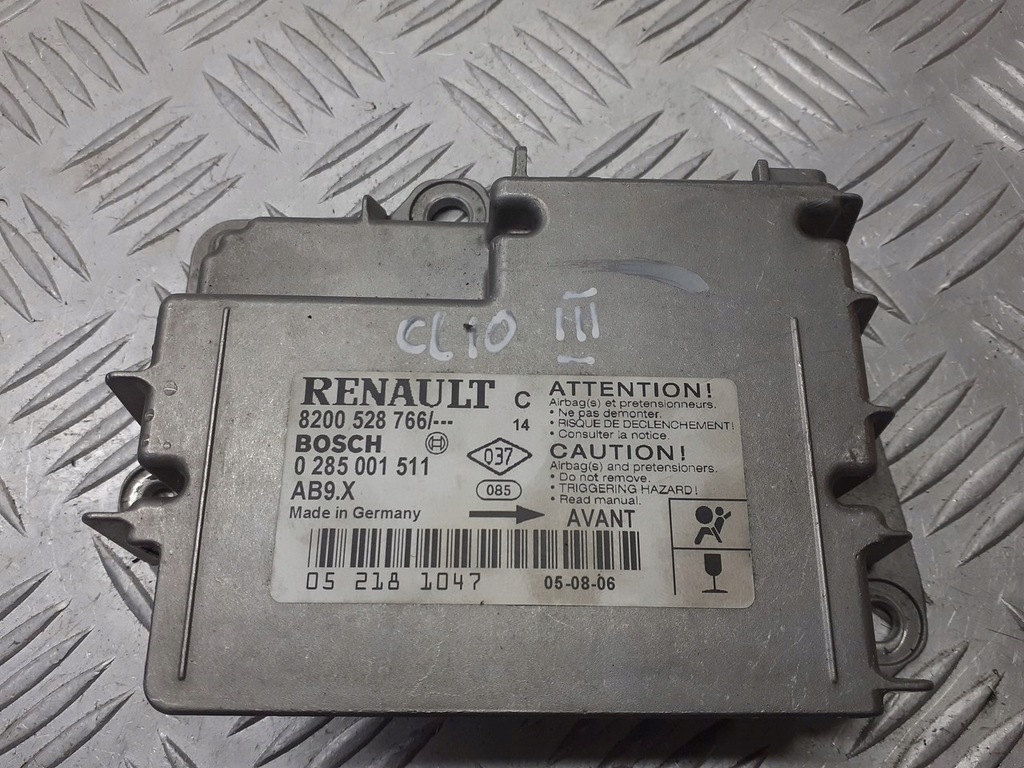 CLIO III
RENAULT C
8200 528 766/--- 14
BOSCH
0 285 001 511
AB9.X
Made in Germany
037
085
ATTENTION!
Airbag(s) et pretensionneurs.
• Ne pas demonter.
• RISQUE DE DECLENCHEMENT!
• Consulter la notice.
CAUTION!
Airbag(s) and pretensioners.
• Do not remove.
• TRIGGERING HAZARD!
• Read manual.
AVANT
05 218 1047 05-08-06